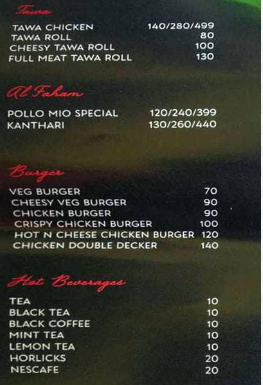 Tawa
TAWA CHICKEN 140/280/499
TAWA ROLL 80
CHEESY TAWA ROLL 100
FULL MEAT TAWA ROLL 130
Al Faham
POLLO MIO SPECIAL 120/240/399
KANTHARI 130/260/440
Burger
VEG BURGER 70
CHEESY VEG BURGER 90
CHICKEN BURGER 90
CRISPY CHICKEN BURGER 100
HOT N CHEESE CHICKEN BURGER 120
CHICKEN DOUBLE DECKER 140
Hot Beverages
TEA 10
BLACK TEA 10
BLACK COFFEE 10
MINT TEA 10
LEMON TEA 10
HORLICKS 20
NESCAFE 20